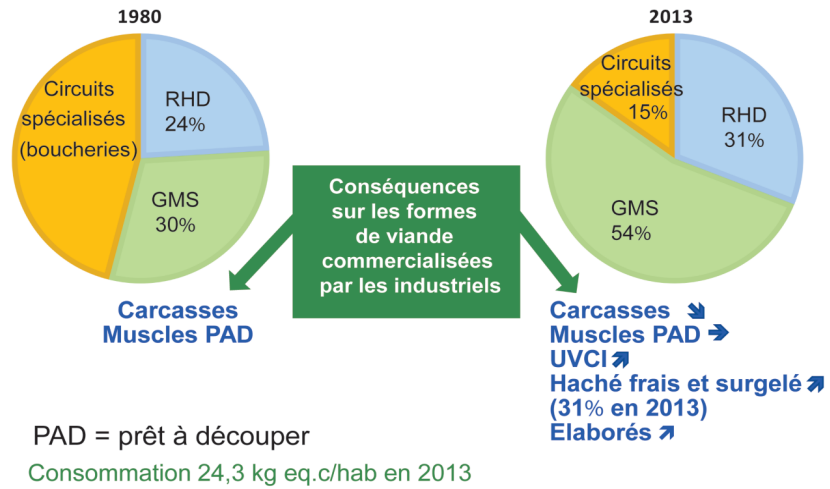 1980
Circuits
spécialisés
(boucheries)
RHD
24%
GMS
30%
2013
Circuits
spécialisés
15%
RHD
31%
GMS
54%
Conséquences
sur les formes
de viande
commercialisées
par les industriels
Carcasses
Muscles PAD
Carcasses
Muscles PAD
UVCI
Haché frais et surgelé
(31% en 2013)
Elaborés
PAD = prêt à découper
Consommation 24,3 kg eq.c/hab en 2013